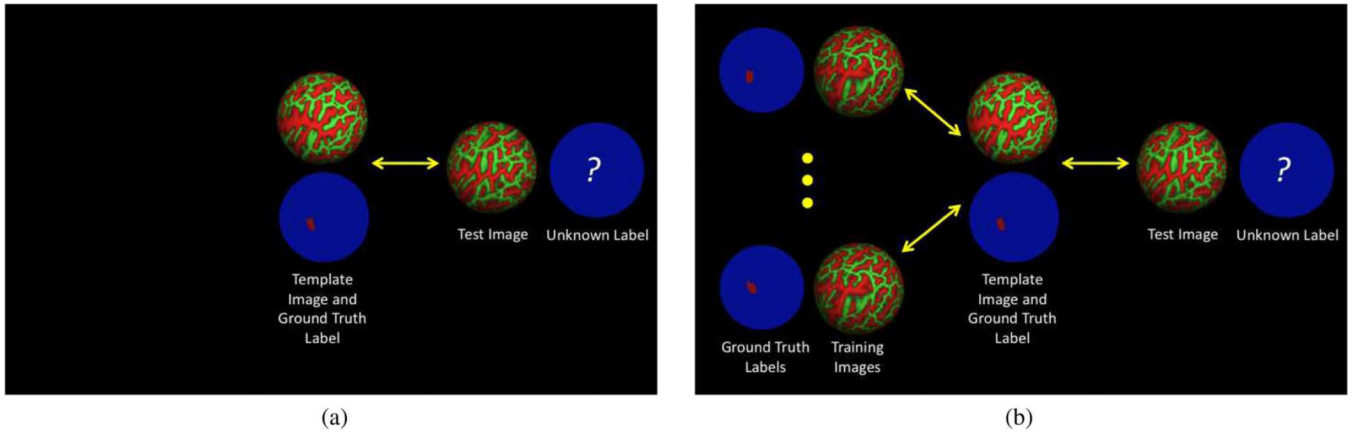 ?
Test Image
Unknown Label
Template
Image and
Ground Truth
Label
(a)
?
Test Image
Unknown Label
Template
Image and
Ground Truth
Label
Ground Truth
Labels
Training
Images
(b)